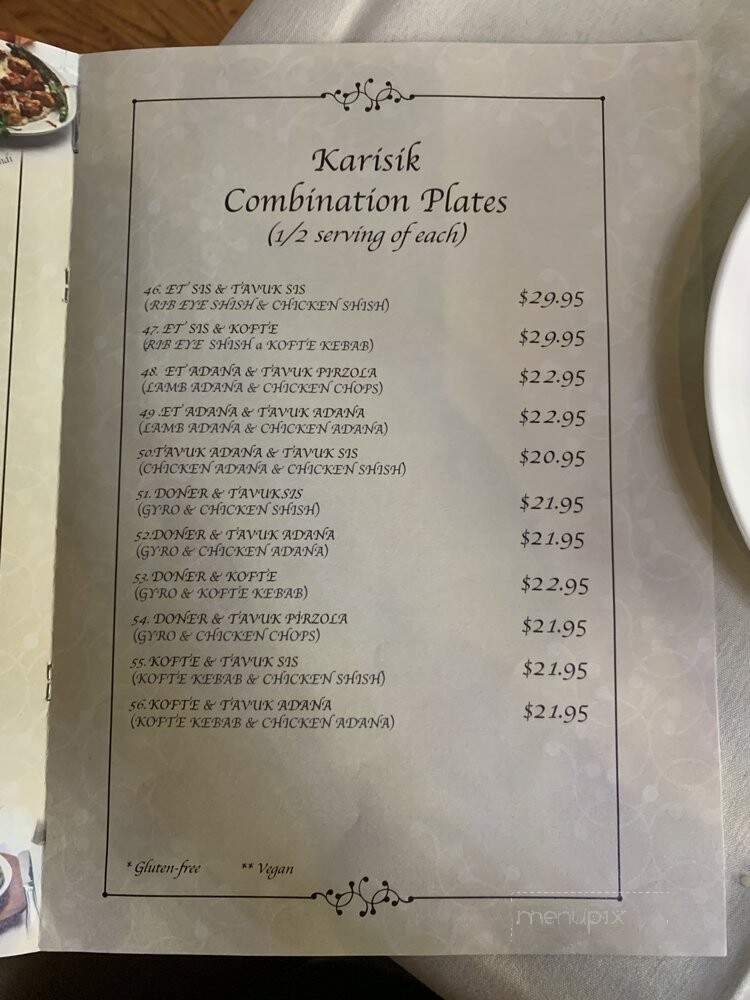 Karisik
Combination Plates
(1/2 serving of each)
46. ET SIS & TAVUK SIS
(RIB EYE SHISH & CHICKEN SHISH) $29.95
47. ET SIS & KOFTE
(RIB EYE SHISH a KOFTE KEBAB) $29.95
48. ET ADANA & TAVUK PIRZOLA
(LAMB ADANA & CHICKEN CHOPS) $22.95
49 .ET ADANA & TAVUK ADANA
(LAMB ADANA & CHICKEN ADANA) $22.95
50.TAVUK ADANA & TAVUK SIS
(CHICKEN ADANA & CHICKEN SHISH) $20.95
51. DONER & TAVUKSIS
(GYRO & CHICKEN SHISH) $21.95
52.DONER & TAVUK ADANA
(GYRO & CHICKEN ADANA) $21.95
53. DONER & KOFTE
(GYRO & KOFTE KEBAB) $22.95
54. DONER & TAVUK PİRZOLA
(GYRO & CHICKEN CHOPS) $21.95
55. KOFTE & TAVUK SIS
(KOFTE KEBAB & CHICKEN SHISH) $21.95
56. KOFTE & TAVUK ADANA
(KOFTE KEBAB & CHICKEN ADANA) $21.95
* Gluten-free ** Vegan
menupix